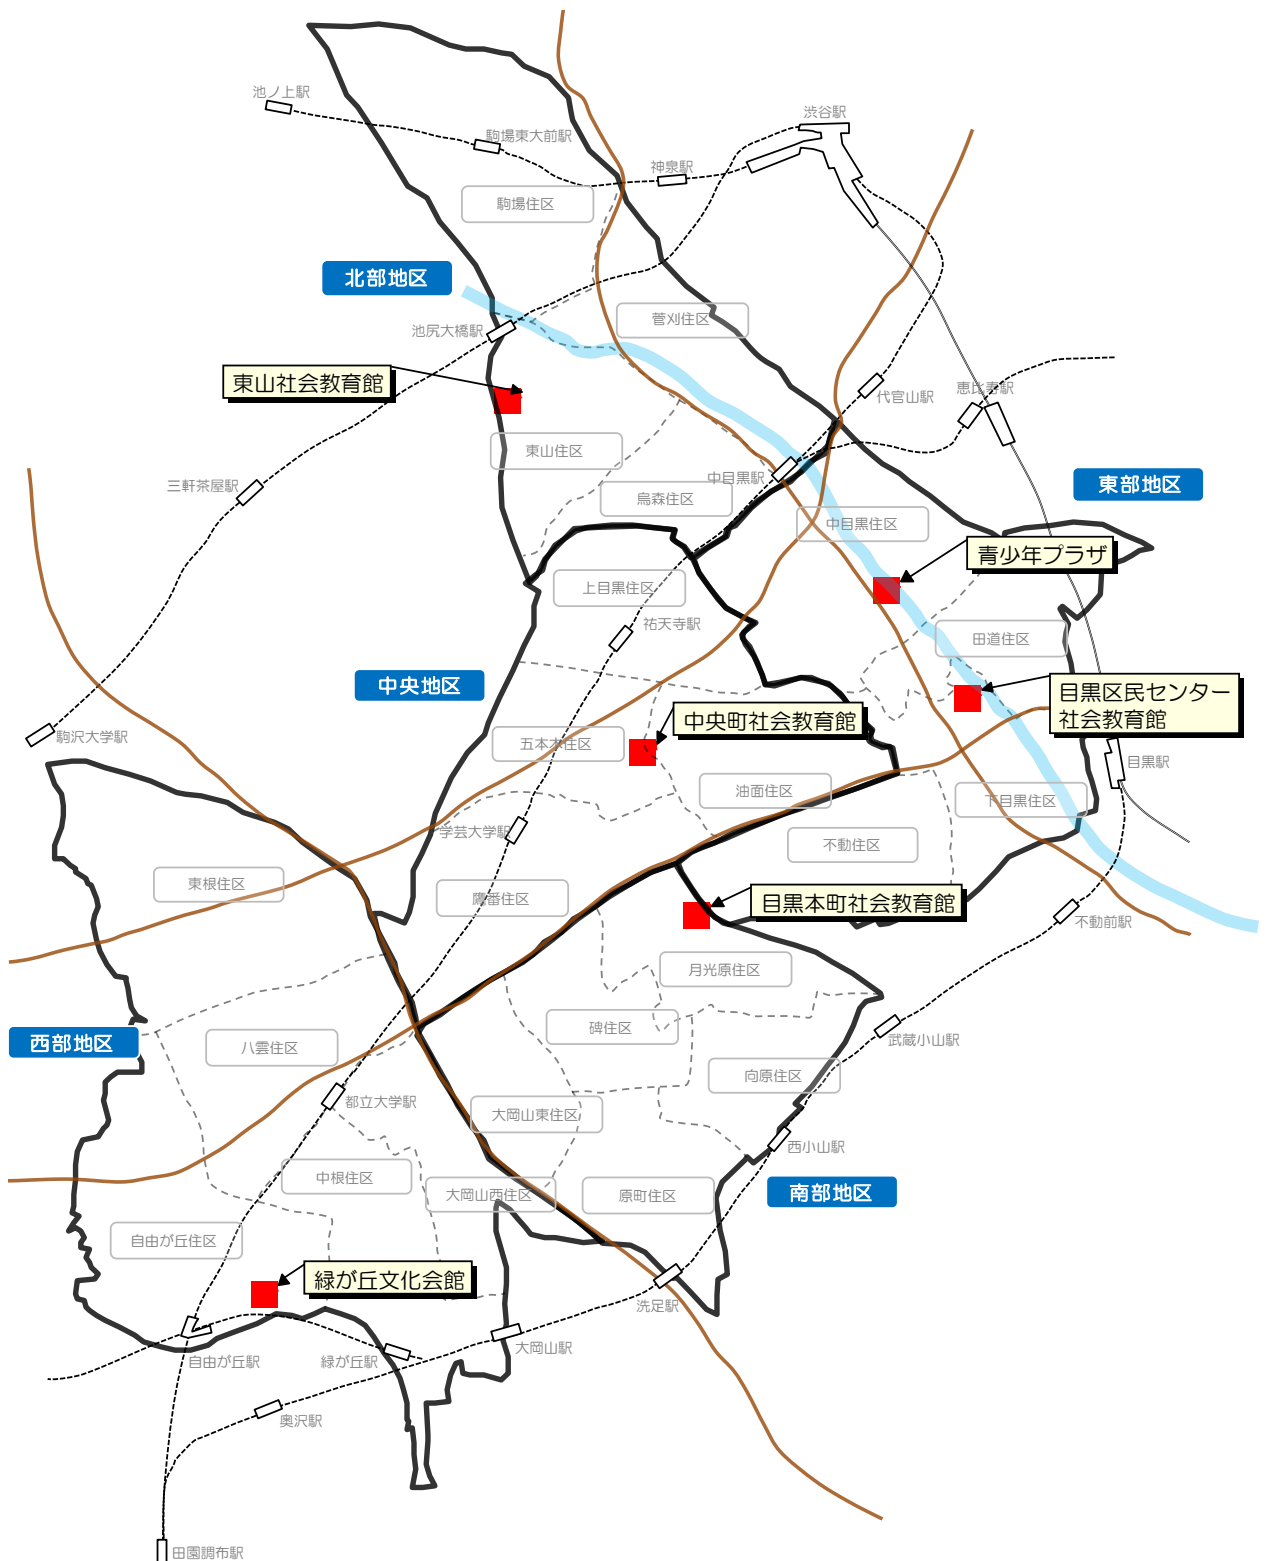 池ノ上駅
渋谷駅
駒場東大前駅
神泉駅
駒場住区
北部地区
菅刈住区
池尻大橋駅
東山社会教育館
代官山駅
恵比寿駅
東山住区
中目黒駅
三軒茶屋駅
烏森住区
東部地区
中目黒住区
青少年プラザ
上目黒住区
祐天寺駅
田道住区
中央地区
目黒区民センター
社会教育館
中央町社会教育館
駒沢大学駅
五本木住区
目黒駅
油面住区
下目黒住区
学芸大学駅
不動住区
東根住区
鷹番住区
目黒本町社会教育館
不動前駅
月光原住区
碑住区
西部地区
八雲住区
武蔵小山駅
向原住区
都立大学駅
大岡山東住区
西小山駅
中根住区
大岡山西住区
原町住区
南部地区
自由が丘住区
緑が丘文化会館
洗足駅
大岡山駅
自由が丘駅
緑が丘駅
奥沢駅
田園調布駅